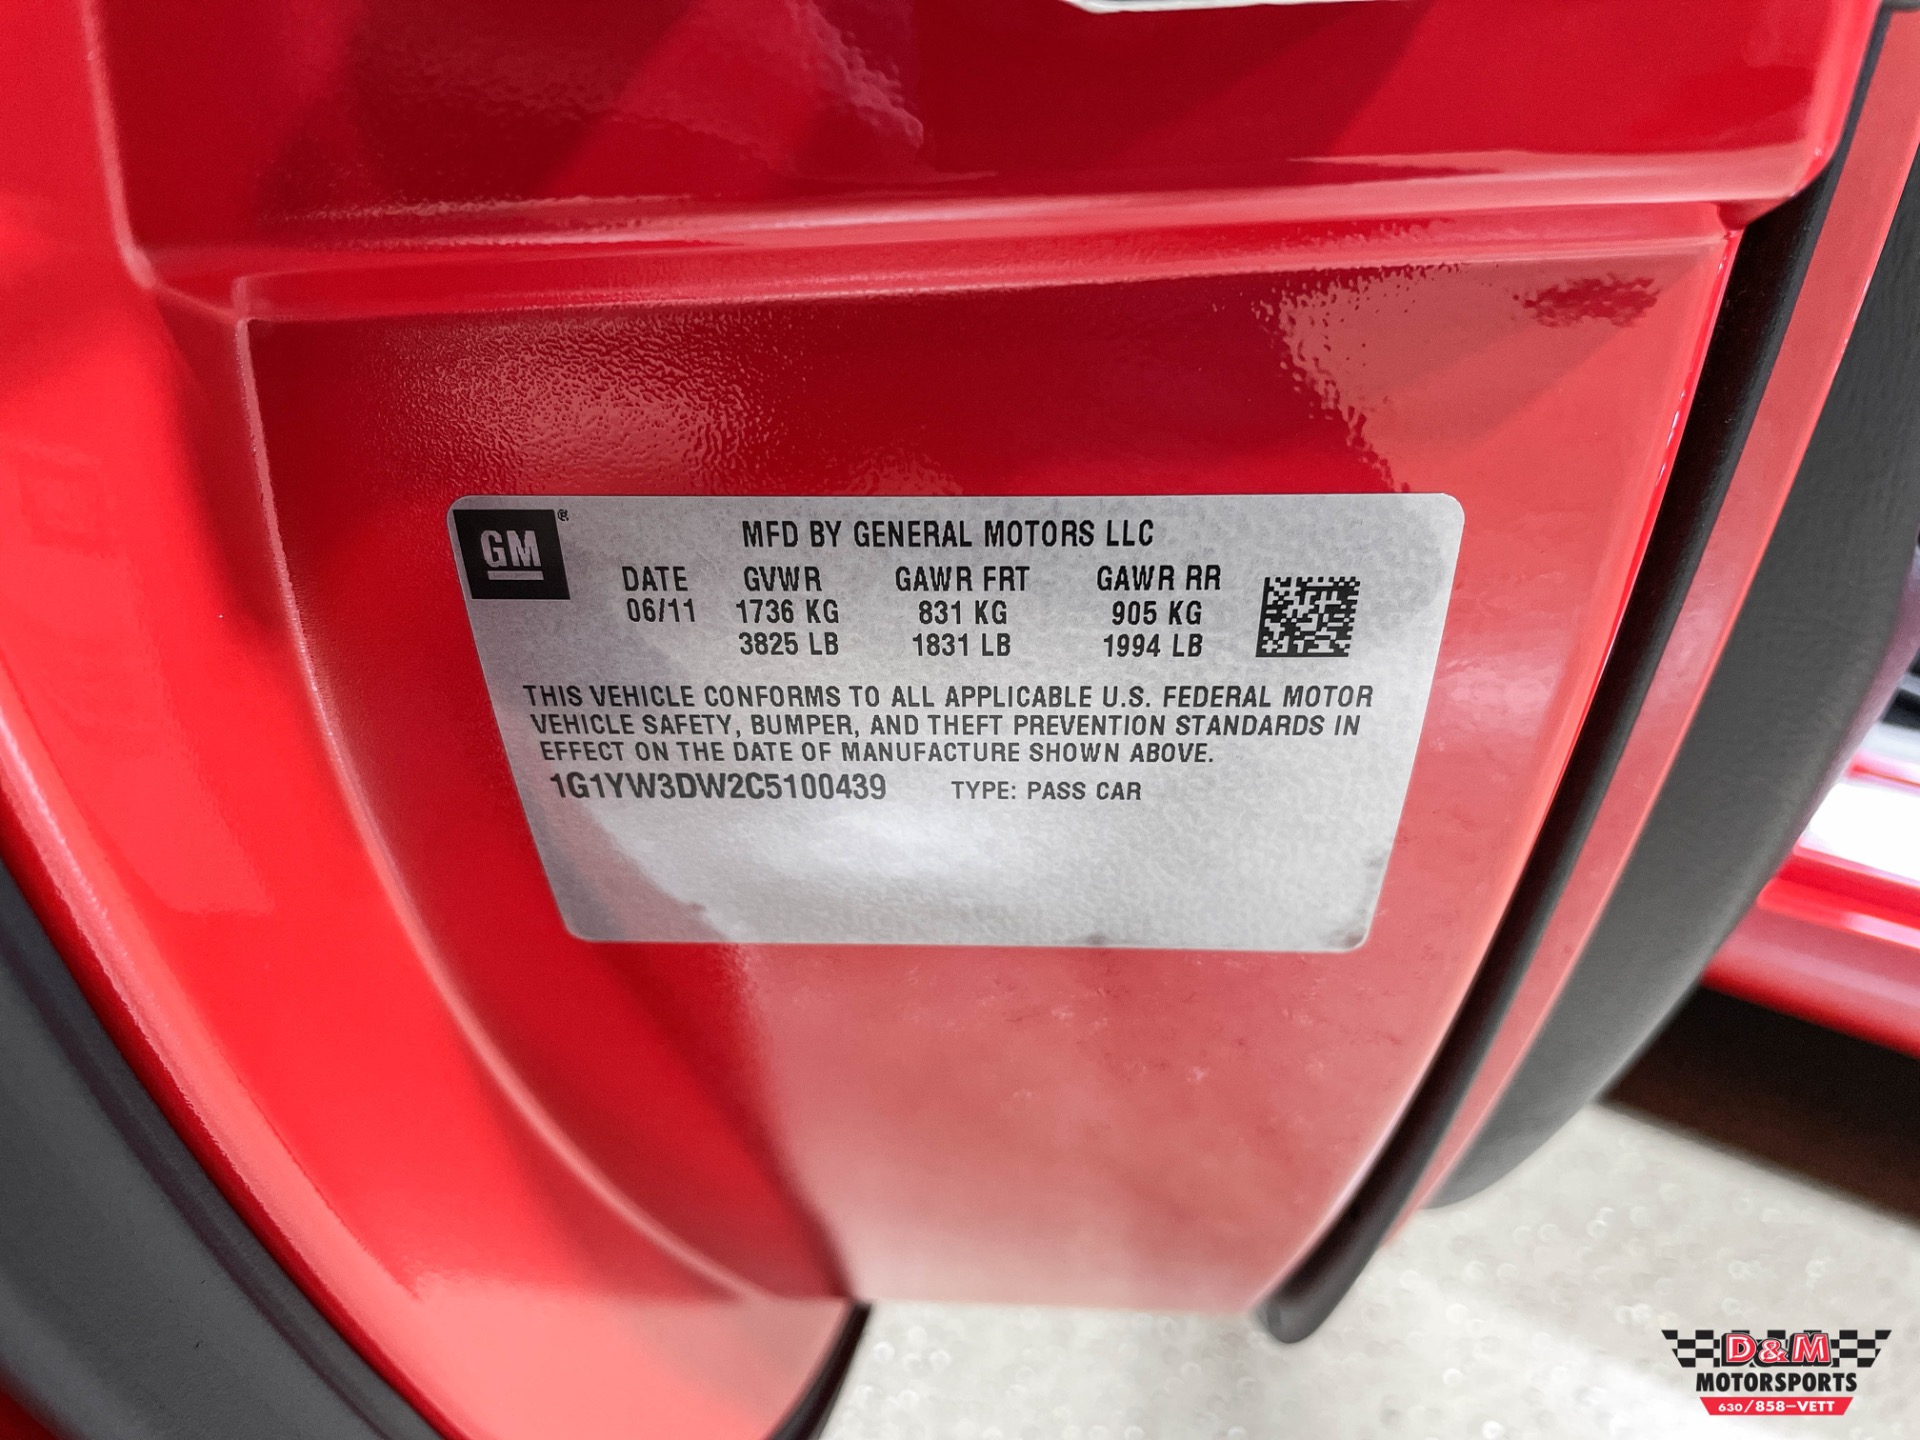 GM®
MFD BY GENERAL MOTORS LLC
DATE GVWR GAWR FRT GAWR RR
06/11 1736 KG 831 KG 905 KG
3825 LB 1831 LB 1994 LB
THIS VEHICLE CONFORMS TO ALL APPLICABLE U.S. FEDERAL MOTOR
VEHICLE SAFETY, BUMPER, AND THEFT PREVENTION STANDARDS IN
EFFECT ON THE DATE OF MANUFACTURE SHOWN ABOVE.
1G1YW3DW2C5100439 TYPE: PASS CAR
D&M
MOTORSPORTS
630/858-VETT